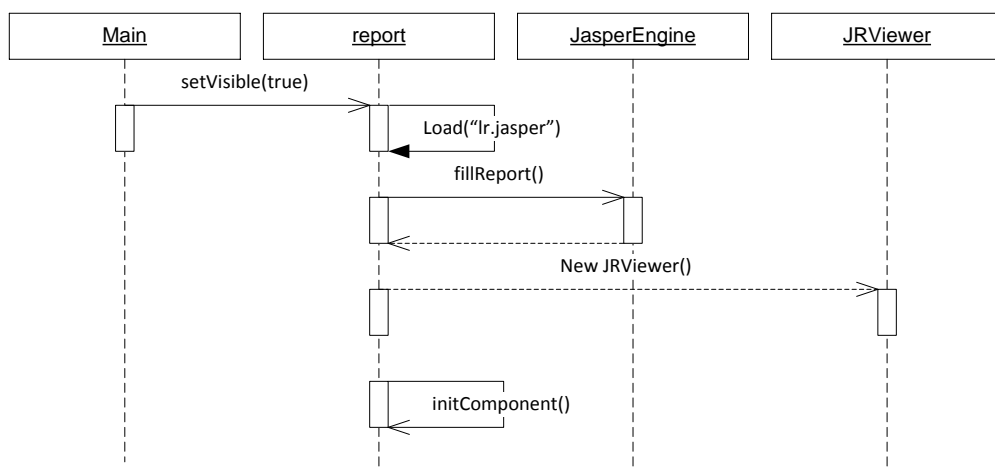 Main
report
JasperEngine
JRViewer
setVisible(true)
Load(“lr.jasper”)
fillReport()
New JRViewer()
initComponent()